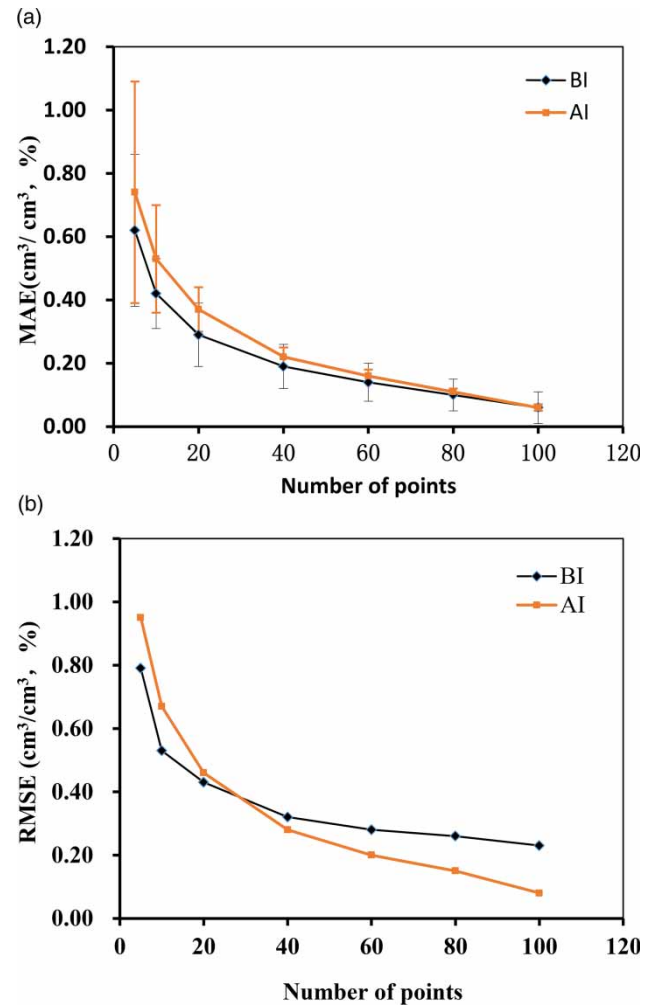 (a)
1.20
1.00
0.80
0.60
0.40
0.20
0.00
MAE(cm³/ cm³, %)
BI
AI
0 20 40 60 80 100 120
Number of points
(b)
1.20
1.00
0.80
0.60
0.40
0.20
0.00
RMSE (cm³/cm³, %)
BI
AI
0 20 40 60 80 100 120
Number of points